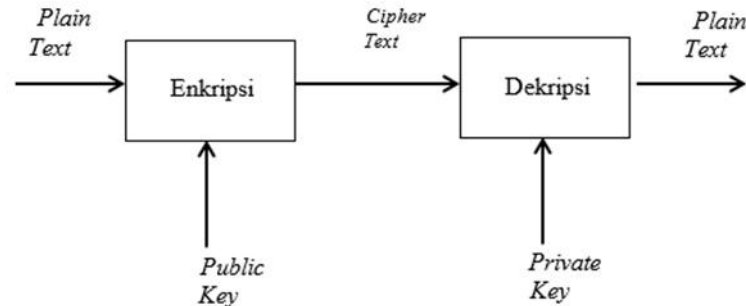 Plain
Text
Enkripsi
Cipher
Text
Dekripsi
Plain
Text
Public
Key
Private
Key